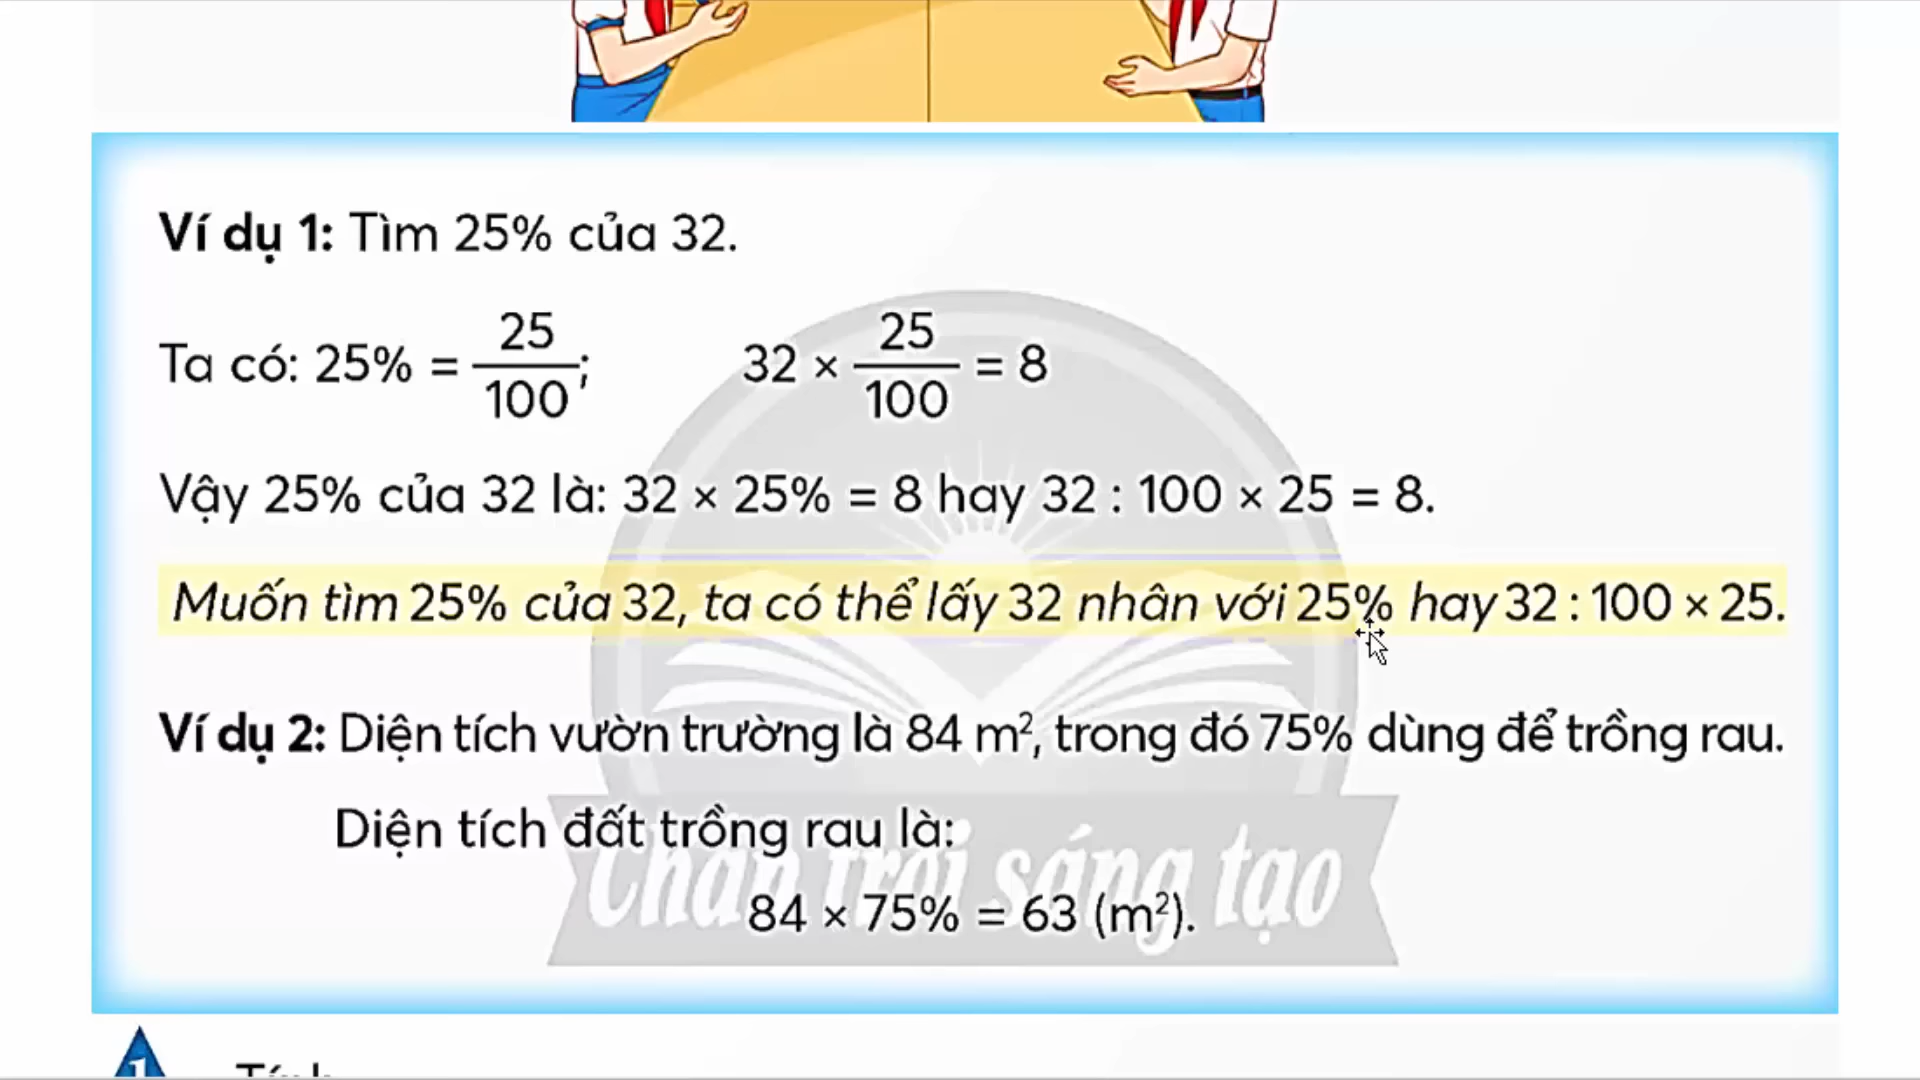 Ví dụ 1: Tìm 25% của 32.
Ta có: 25% = 25/100; 32 × 25/100 = 8
Vậy 25% của 32 là: 32 × 25% = 8 hay 32 : 100 × 25 = 8.
Muốn tìm 25% của 32, ta có thể lấy 32 nhân với 25% hay 32 : 100 × 25.
Ví dụ 2: Diện tích vườn trường là 84 m², trong đó 75% dùng để trồng rau.
Diện tích đất trồng rau là:
Chân trời sáng tạo
84 × 75% = 63 (m²).
1